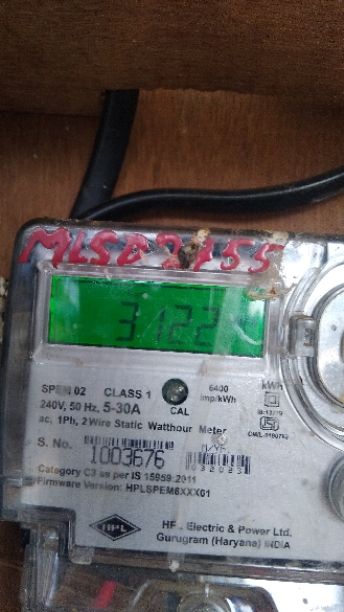 3122
SPEM 02 CLASS 1
240V, 50 Hz, 5-30A
CAL
6400
imp/kWh
kWh
ac, 1Ph, 2 Wire Static Watthour Meter
S. No. 1003676
Category C3 as per IS 15959:2011
Firmware Version: HPLSPEM6XXX01
HPL
HPL Electric & Power Ltd.
Gurugram (Haryana) INDIA